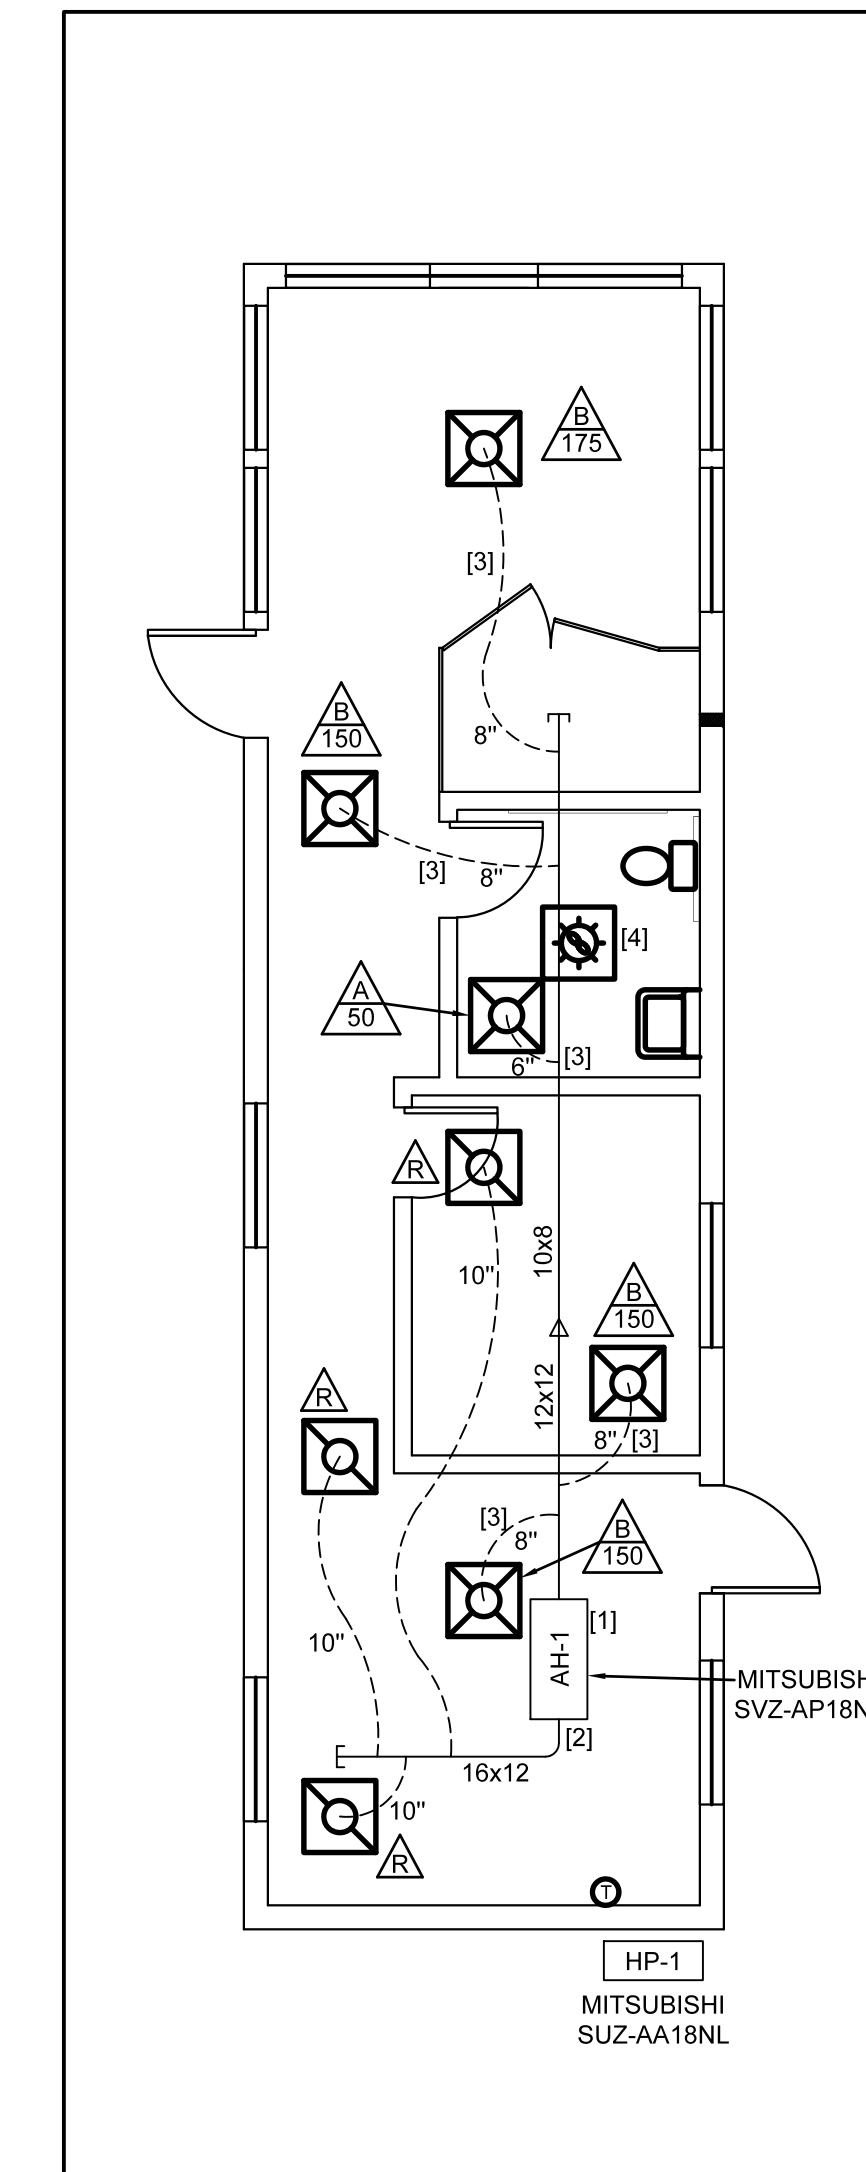 B
175
[3]
B
150
8"
[3]
8"
[4]
A
50
6"
[3]
R
10"
10x8
B
150
R
12x12
8"
[3]
[3]
8"
B
150
[1]
AH-1
10"
MITSUBISH
SVZ-AP18N
[2]
16x12
10"
R
T
HP-1
MITSUBISHI
SUZ-AA18NL